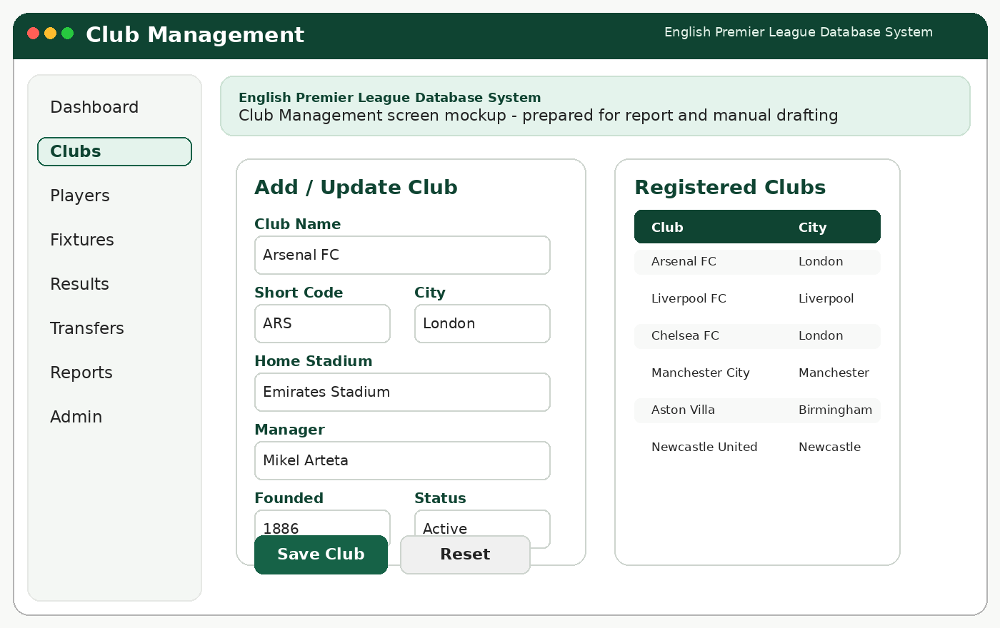 Club Management
English Premier League Database System
Dashboard
Clubs
Players
Fixtures
Results
Transfers
Reports
Admin
English Premier League Database System
Club Management screen mockup - prepared for report and manual drafting
Add / Update Club
Club Name
Arsenal FC
Short Code City
ARS London
Home Stadium
Emirates Stadium
Manager
Mikel Arteta
Founded Status
1886 Active
Save Club Reset
Registered Clubs
Club City
Arsenal FC London
Liverpool FC Liverpool
Chelsea FC London
Manchester City Manchester
Aston Villa Birmingham
Newcastle United Newcastle